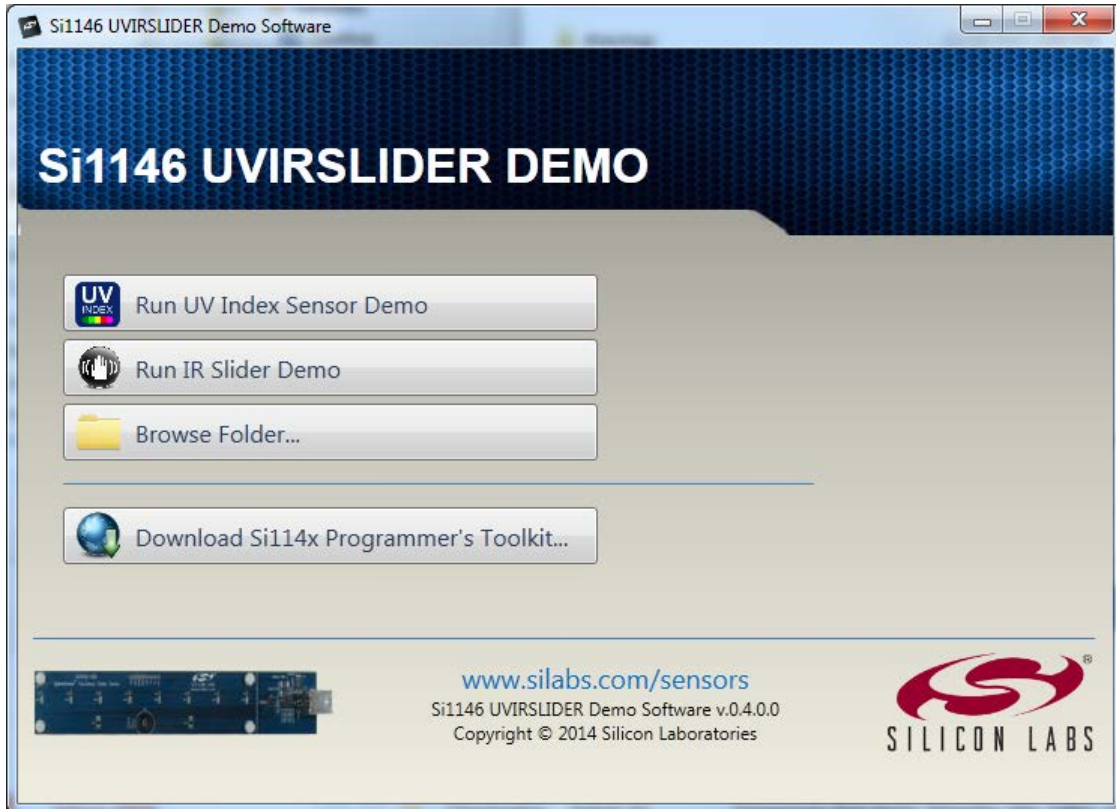 Si1146 UVIRSLIDER Demo Software
Si1146 UVIRSLIDER DEMO
UV
INDEX
Run UV Index Sensor Demo
Run IR Slider Demo
Browse Folder...
Download Si114x Programmer's Toolkit...
www.silabs.com/sensors
Si1146 UVIRSLIDER Demo Software v.0.4.0.0
Copyright © 2014 Silicon Laboratories
®
SILICON LABS